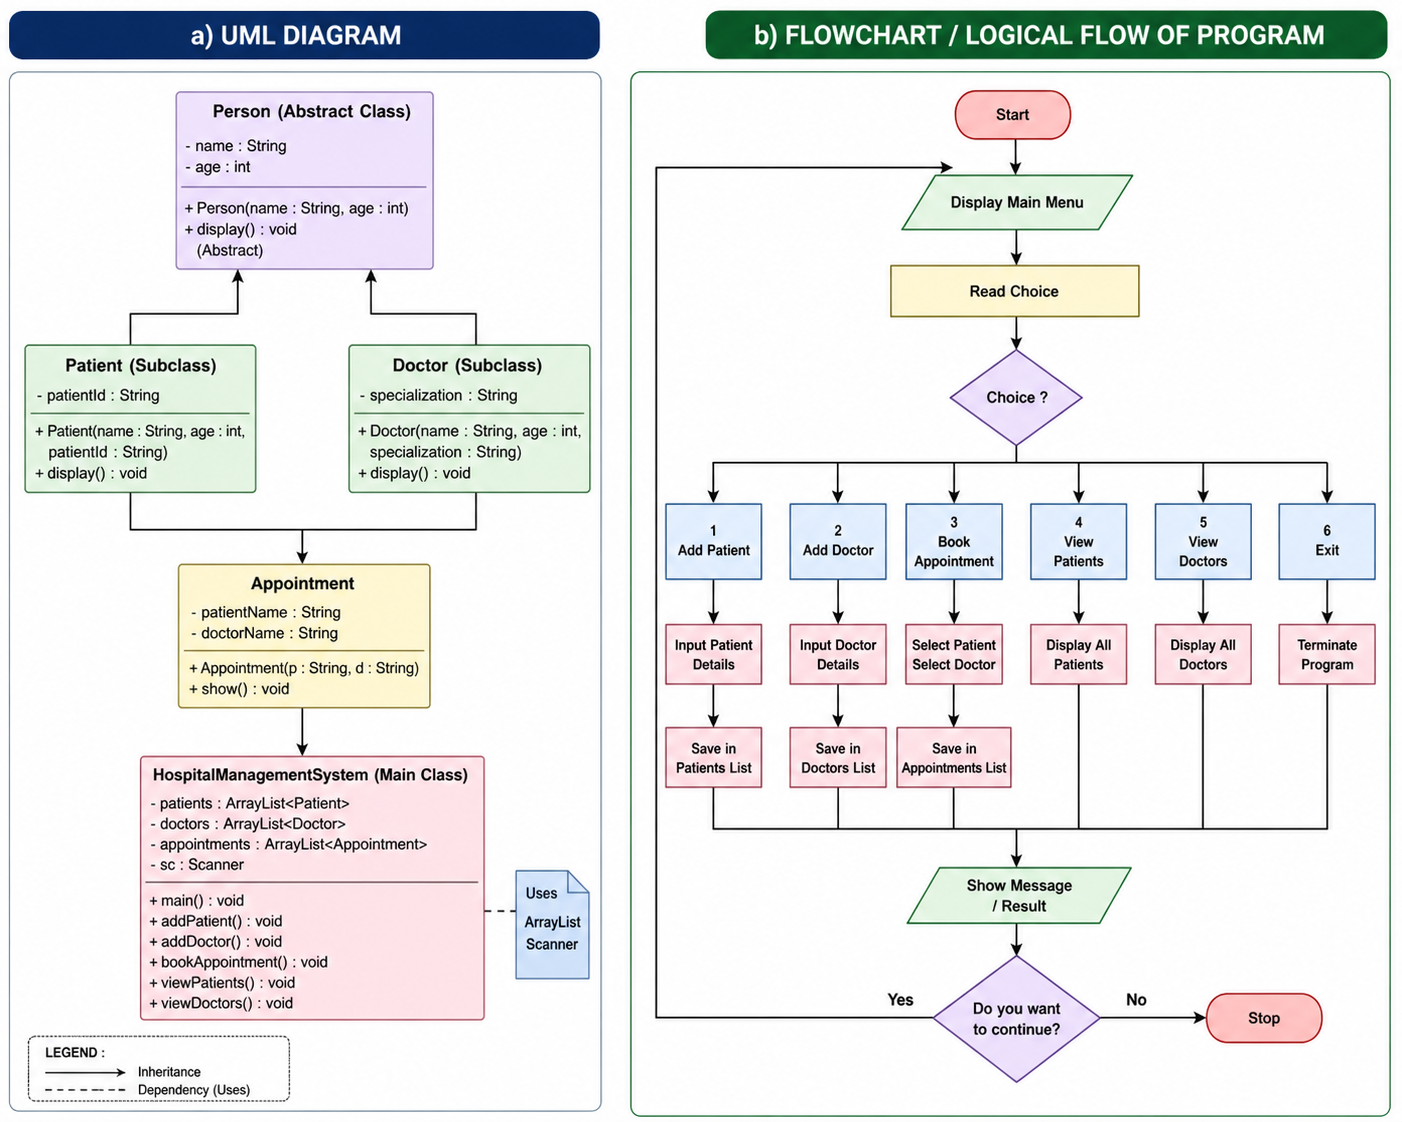 a) UML DIAGRAM
Person (Abstract Class)
- name : String
- age : int
+ Person(name : String, age : int)
+ display() : void
(Abstract)
Patient (Subclass)
- patientId : String
+ Patient(name : String, age : int,
patientId : String)
+ display() : void
Doctor (Subclass)
- specialization : String
+ Doctor(name : String, age : int,
specialization : String)
+ display() : void
Appointment
- patientName : String
- doctorName : String
+ Appointment(p : String, d : String)
+ show() : void
HospitalManagementSystem (Main Class)
- patients : ArrayList<Patient>
- doctors : ArrayList<Doctor>
- appointments : ArrayList<Appointment>
- sc : Scanner
+ main() : void
+ addPatient() : void
+ addDoctor() : void
+ bookAppointment() : void
+ viewPatients() : void
+ viewDoctors() : void
Uses
ArrayList
Scanner
LEGEND :
Inheritance
Dependency (Uses)
b) FLOWCHART / LOGICAL FLOW OF PROGRAM
Start
Display Main Menu
Read Choice
Choice ?
1
Add Patient
2
Add Doctor
3
Book
Appointment
4
View
Patients
5
View
Doctors
6
Exit
Input Patient
Details
Input Doctor
Details
Select Patient
Select Doctor
Display All
Patients
Display All
Doctors
Terminate
Program
Save in
Patients List
Save in
Doctors List
Save in
Appointments List
Show Message
/ Result
Do you want
to continue?
Yes
No
Stop